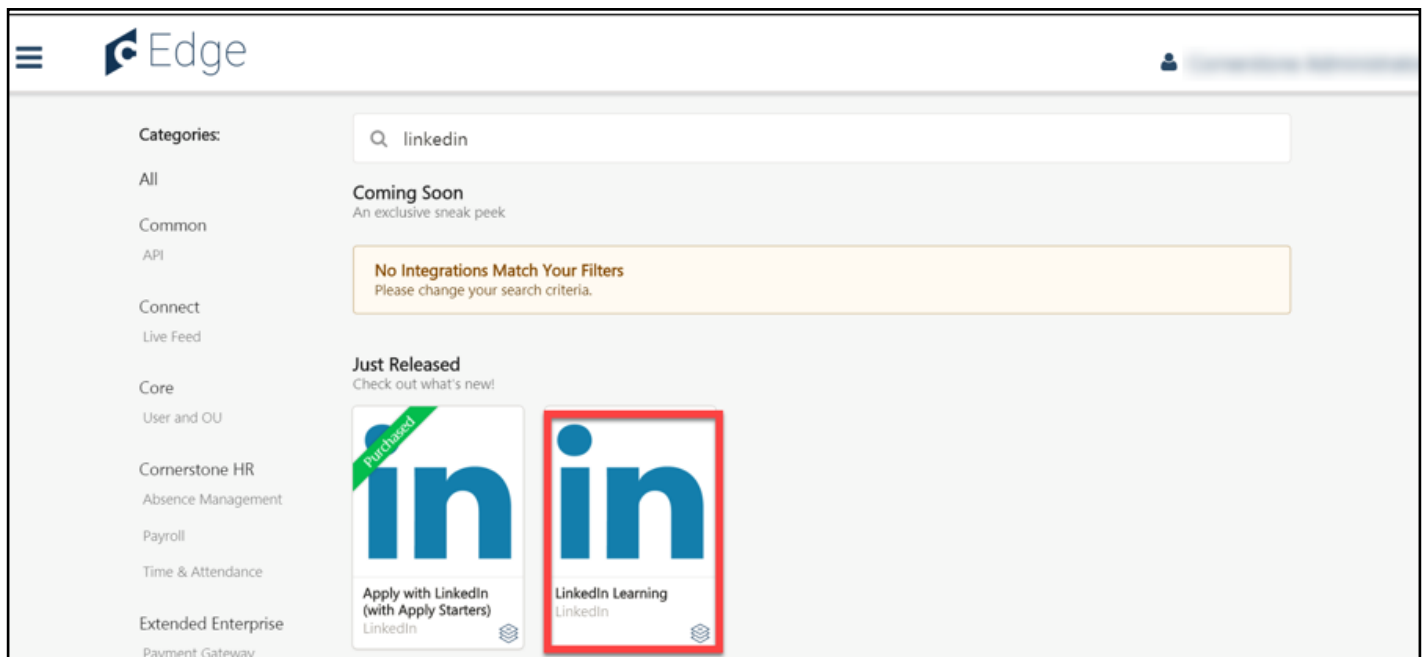 Edge
Categories:
All
Common
API
Connect
Live Feed
Core
User and OU
Cornerstone HR
Absence Management
Payroll
Time & Attendance
Extended Enterprise
Payment Gateway
linkedin
Coming Soon
An exclusive sneak peek
No Integrations Match Your Filters
Please change your search criteria.
Just Released
Check out what's new!
Purchased
in
Apply with LinkedIn
(with Apply Starters)
LinkedIn
in
LinkedIn Learning
LinkedIn